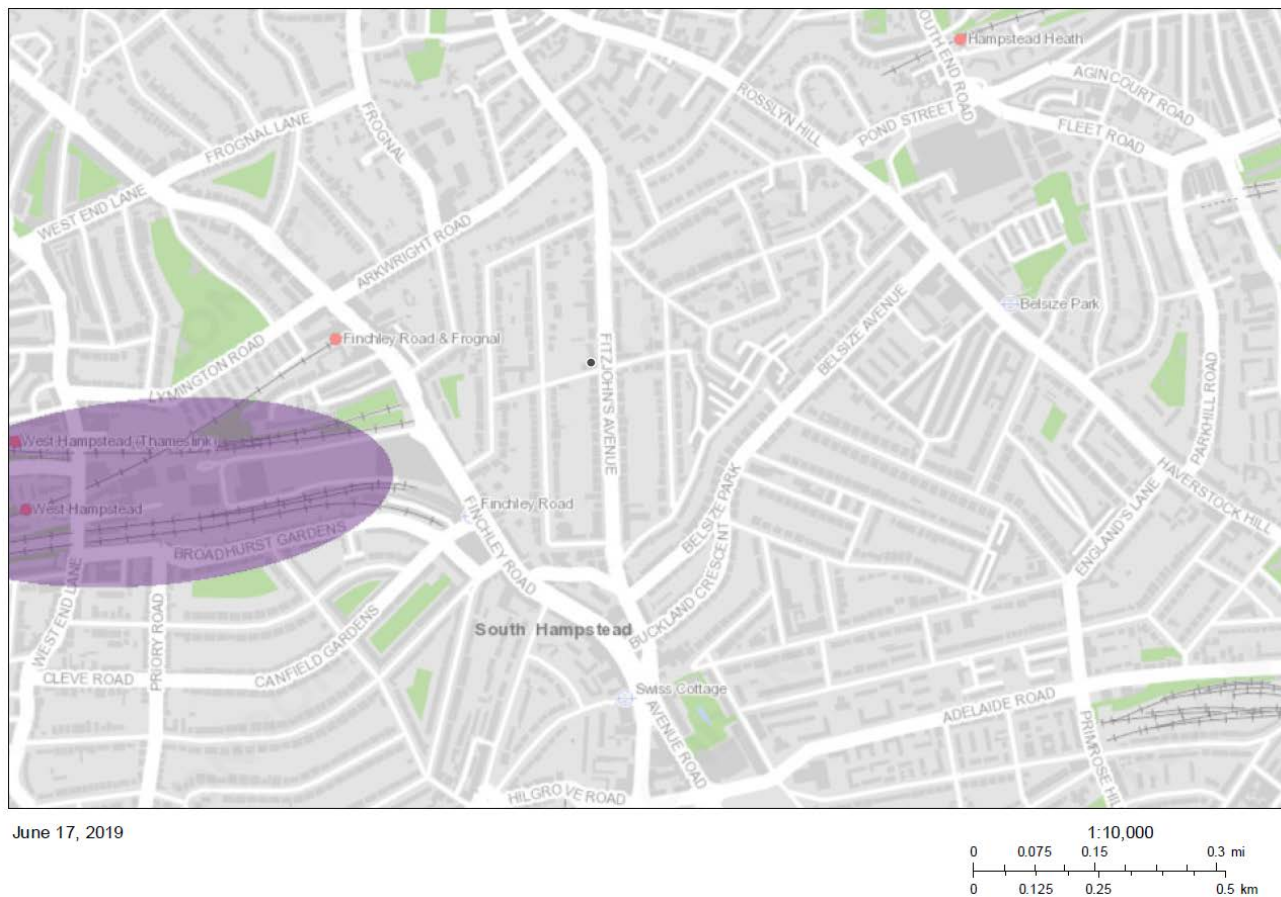 Hampstead Heath
SOUTH END ROAD
AGINCOURT ROAD
ROSSLYN HILL
POND STREET
FLEET ROAD
FROGNAL LANE
FROGNAL
WEST END LANE
ARKWRIGHT ROAD
BELSIZE AVENUE
Belsize Park
Finchley Road & Frognal
FITZJOHN'S AVENUE
LYMINGTON ROAD
PARKHILL ROAD
West Hampstead (Thameslink)
BELSIZE PARK
HAVERSTOCK HILL
West Hampstead
Finchley Road
FINCHLEY ROAD
ENGLAND'S LANE
BROADHURST GARDENS
BUCKLAND CRESCENT
South Hampstead
WEST END LANE
PRIORY ROAD
CANFIELD GARDENS
CLEVE ROAD
Swiss Cottage
AVENUE ROAD
ADELAIDE ROAD
PRIMROSE HIL
HILGROVE ROAD
June 17, 2019
1:10,000
0 0.075 0.15 0.3 mi
0 0.125 0.25 0.5 km